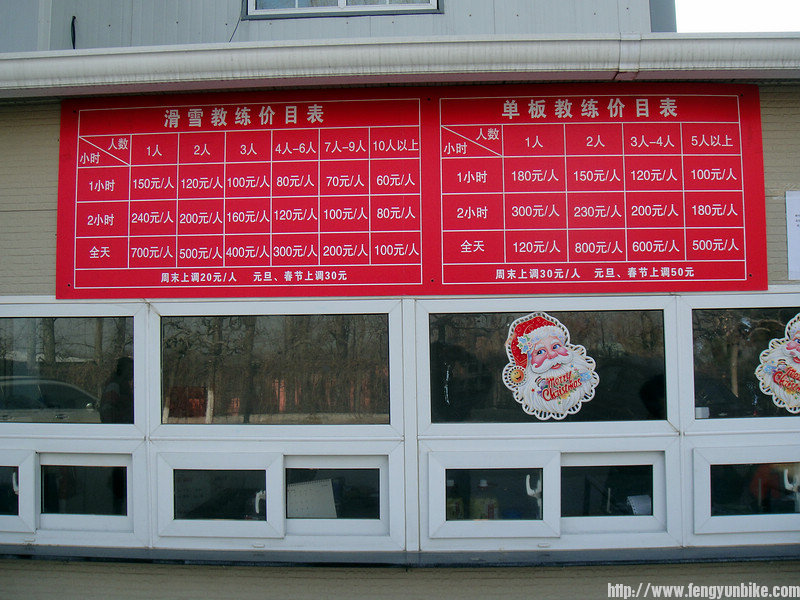 滑雪教练价目表
人数 小时 1人 2人 3人 4人-6人 7人-9人 10人以上
1小时 150元/人 120元/人 100元/人 80元/人 70元/人 60元/人
2小时 240元/人 200元/人 160元/人 120元/人 100元/人 80元/人
全天 700元/人 500元/人 400元/人 300元/人 200元/人 100元/人
周末上调20元/人 元旦、春节上调30元
单板教练价目表
人数 小时 1人 2人 3人-4人 5人以上
1小时 180元/人 150元/人 120元/人 100元/人
2小时 300元/人 230元/人 200元/人 180元/人
全天 120元/人 800元/人 600元/人 500元/人
周末上调30元/人 元旦、春节上调50元
Merry
Christmas
Merry
Christmas
http://www.fengyunbike.com